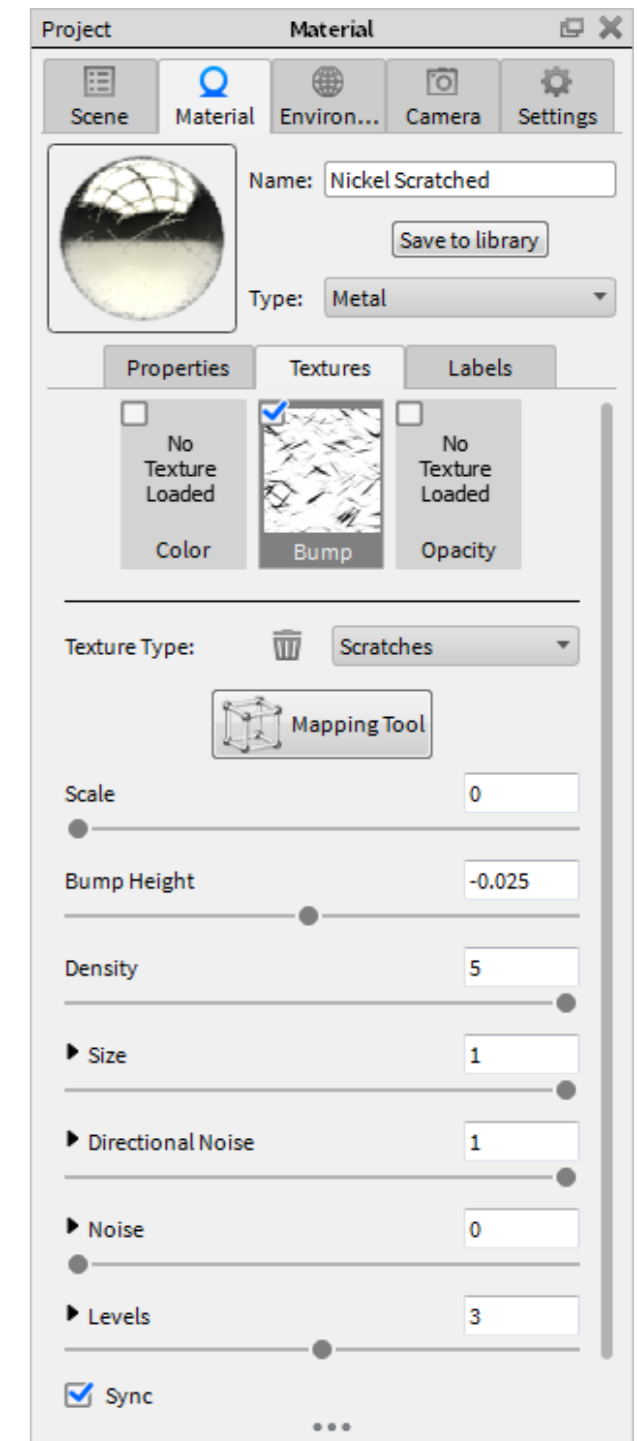 Project Material
Scene Material Environ... Camera Settings
Name: Nickel Scratched
Save to library
Type: Metal
Properties Textures Labels
No
Texture
Loaded
Color
Bump
No
Texture
Loaded
Opacity
Texture Type: Scratches
Mapping Tool
Scale 0
Bump Height -0.025
Density 5
Size 1
Directional Noise 1
Noise 0
Levels 3
Sync